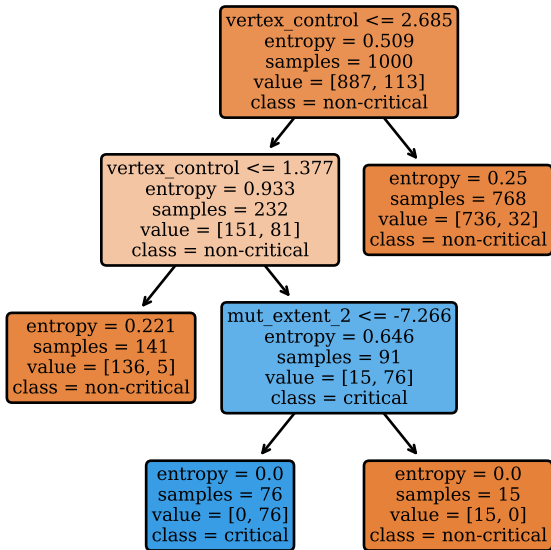 vertex_control <= 2.685
entropy = 0.509
samples = 1000
value = [887, 113]
class = non-critical
vertex_control <= 1.377
entropy = 0.933
samples = 232
value = [151, 81]
class = non-critical
entropy = 0.25
samples = 768
value = [736, 32]
class = non-critical
entropy = 0.221
samples = 141
value = [136, 5]
class = non-critical
mut_extent_2 <= -7.266
entropy = 0.646
samples = 91
value = [15, 76]
class = critical
entropy = 0.0
samples = 76
value = [0, 76]
class = critical
entropy = 0.0
samples = 15
value = [15, 0]
class = non-critical